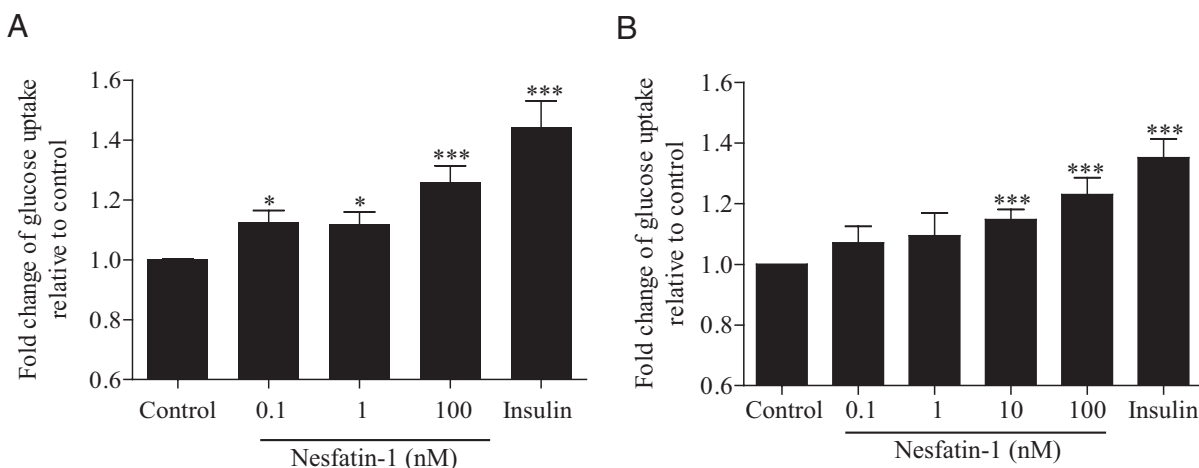 A
Fold change of glucose uptake
relative to control
1.6
1.4
1.2
1.0
0.8
0.6
*
*
***
***
Control
0.1
1
100
Insulin
Nesfatin-1 (nM)
B
Fold change of glucose uptake
relative to control
1.6
1.4
1.2
1.0
0.8
0.6
***
***
***
Control
0.1
1
10
100
Insulin
Nesfatin-1 (nM)